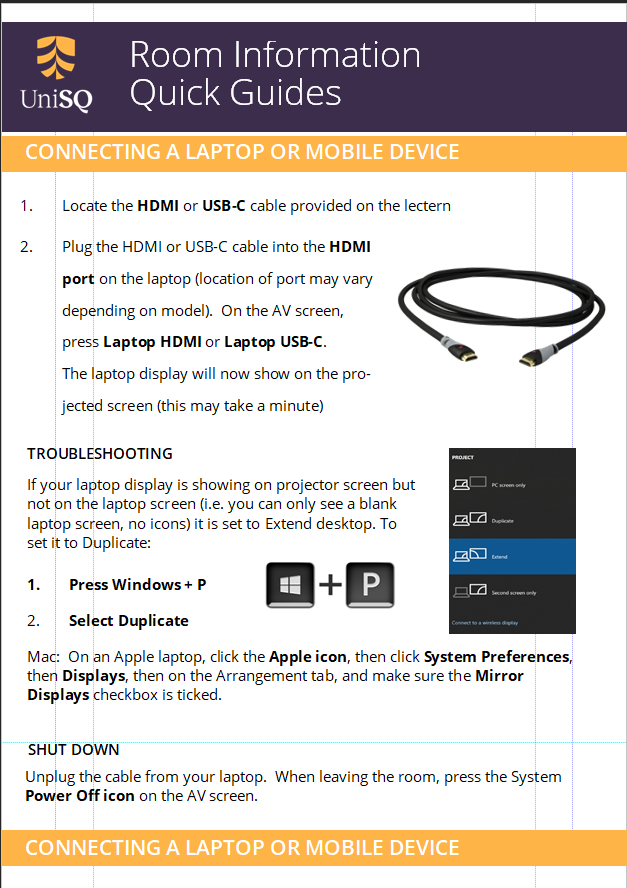 Room Information
Quick Guides
UniSQ
CONNECTING A LAPTOP OR MOBILE DEVICE
1. Locate the HDMI or USB-C cable provided on the lectern
2. Plug the HDMI or USB-C cable into the HDMI
port on the laptop (location of port may vary
depending on model).  On the AV screen,
press Laptop HDMI or Laptop USB-C.
The laptop display will now show on the pro-
jected screen (this may take a minute)
TROUBLESHOOTING
If your laptop display is showing on projector screen but
not on the laptop screen (i.e. you can only see a blank
laptop screen, no icons) it is set to Extend desktop. To
set it to Duplicate:
1. Press Windows + P
2. Select Duplicate
+ P
PROJECT
PC screen only
Duplicate
Extend
Second screen only
Connect to a wireless display
Mac:  On an Apple laptop, click the Apple icon, then click System Preferences,
then Displays, then on the Arrangement tab, and make sure the Mirror
Displays checkbox is ticked.
SHUT DOWN
Unplug the cable from your laptop.  When leaving the room, press the System
Power Off icon on the AV screen.
CONNECTING A LAPTOP OR MOBILE DEVICE